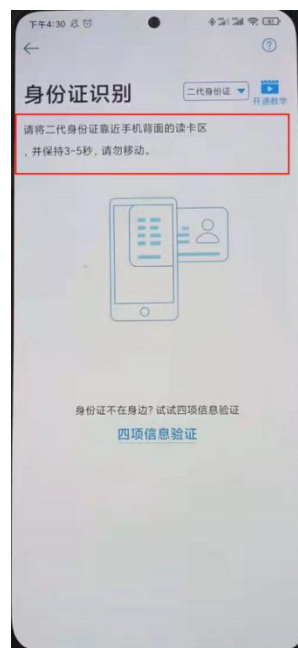 下午4:30
身份证识别
二代身份证
开通教学
请将二代身份证靠近手机背面的读卡区
，并保持3-5秒，请勿移动。
身份证不在身边？试试四项信息验证
四项信息验证